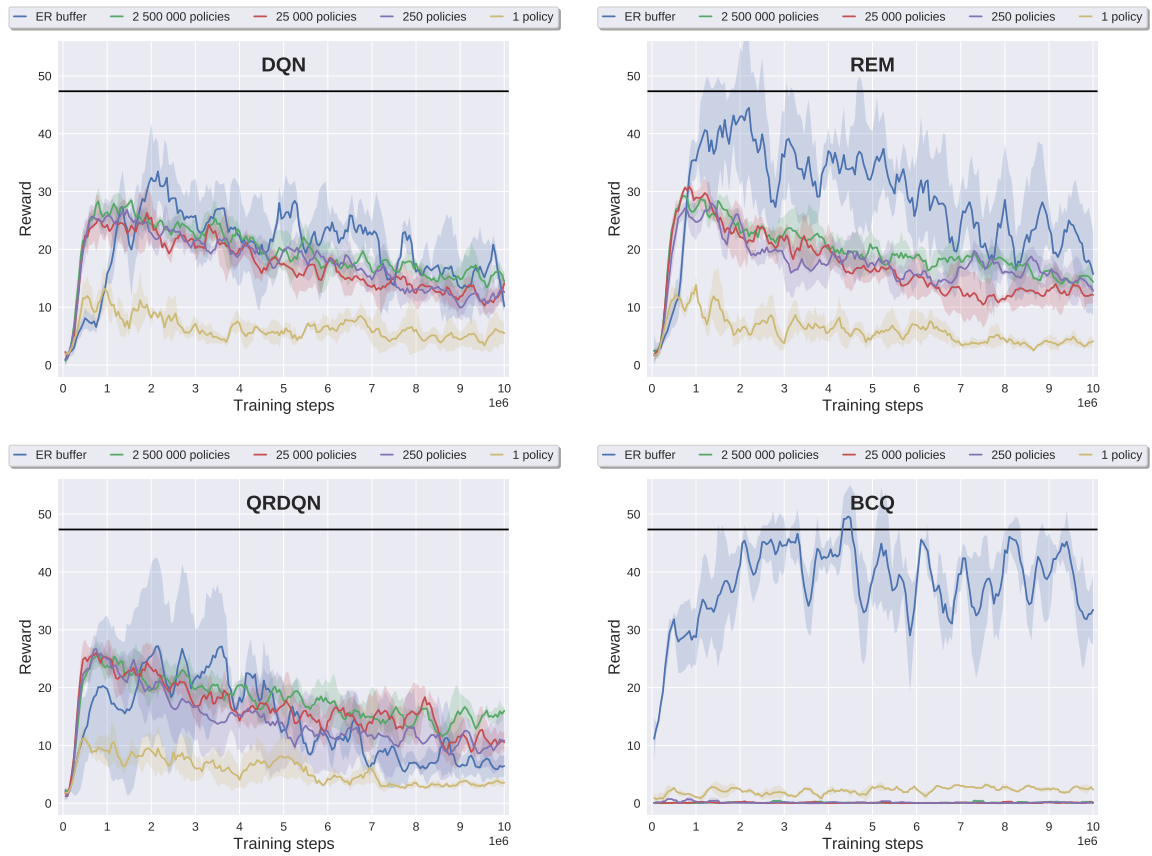 ER buffer 2 500 000 policies 25 000 policies 250 policies 1 policy
DQN
50
40
30
20
10
0
Reward
0 1 2 3 4 5 6 7 8 9 10
1e6
Training steps
ER buffer 2 500 000 policies 25 000 policies 250 policies 1 policy
REM
50
40
30
20
10
0
Reward
0 1 2 3 4 5 6 7 8 9 10
1e6
Training steps
ER buffer 2 500 000 policies 25 000 policies 250 policies 1 policy
QRDQN
50
40
30
20
10
0
Reward
0 1 2 3 4 5 6 7 8 9 10
1e6
Training steps
ER buffer 2 500 000 policies 25 000 policies 250 policies 1 policy
BCQ
50
40
30
20
10
0
Reward
0 1 2 3 4 5 6 7 8 9 10
1e6
Training steps